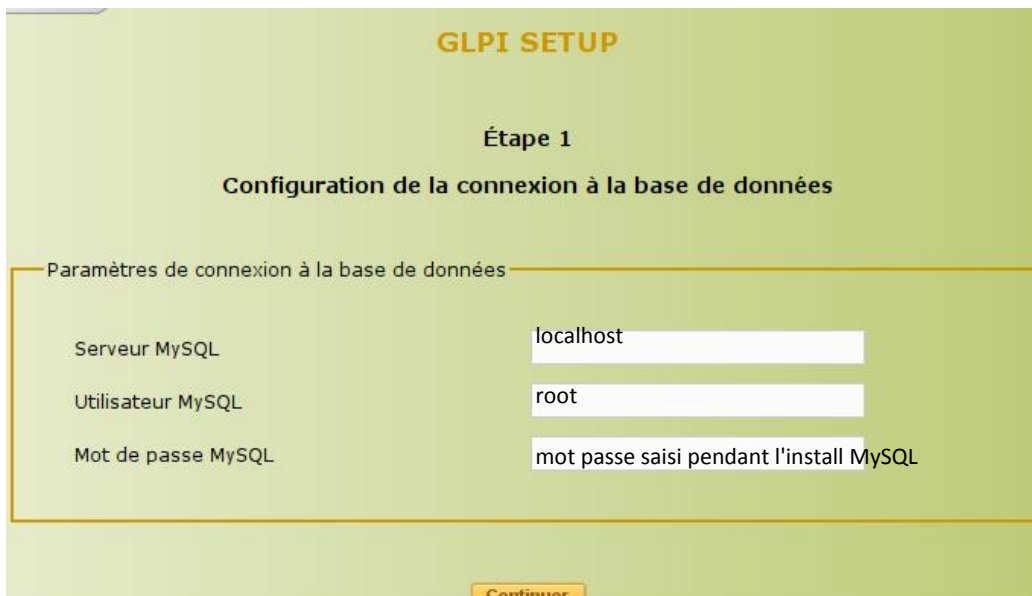 GLPI SETUP
Étape 1
Configuration de la connexion à la base de données
Paramètres de connexion à la base de données
Serveur MySQL localhost
Utilisateur MySQL root
Mot de passe MySQL mot passe saisi pendant l'install MySQL
Continuer